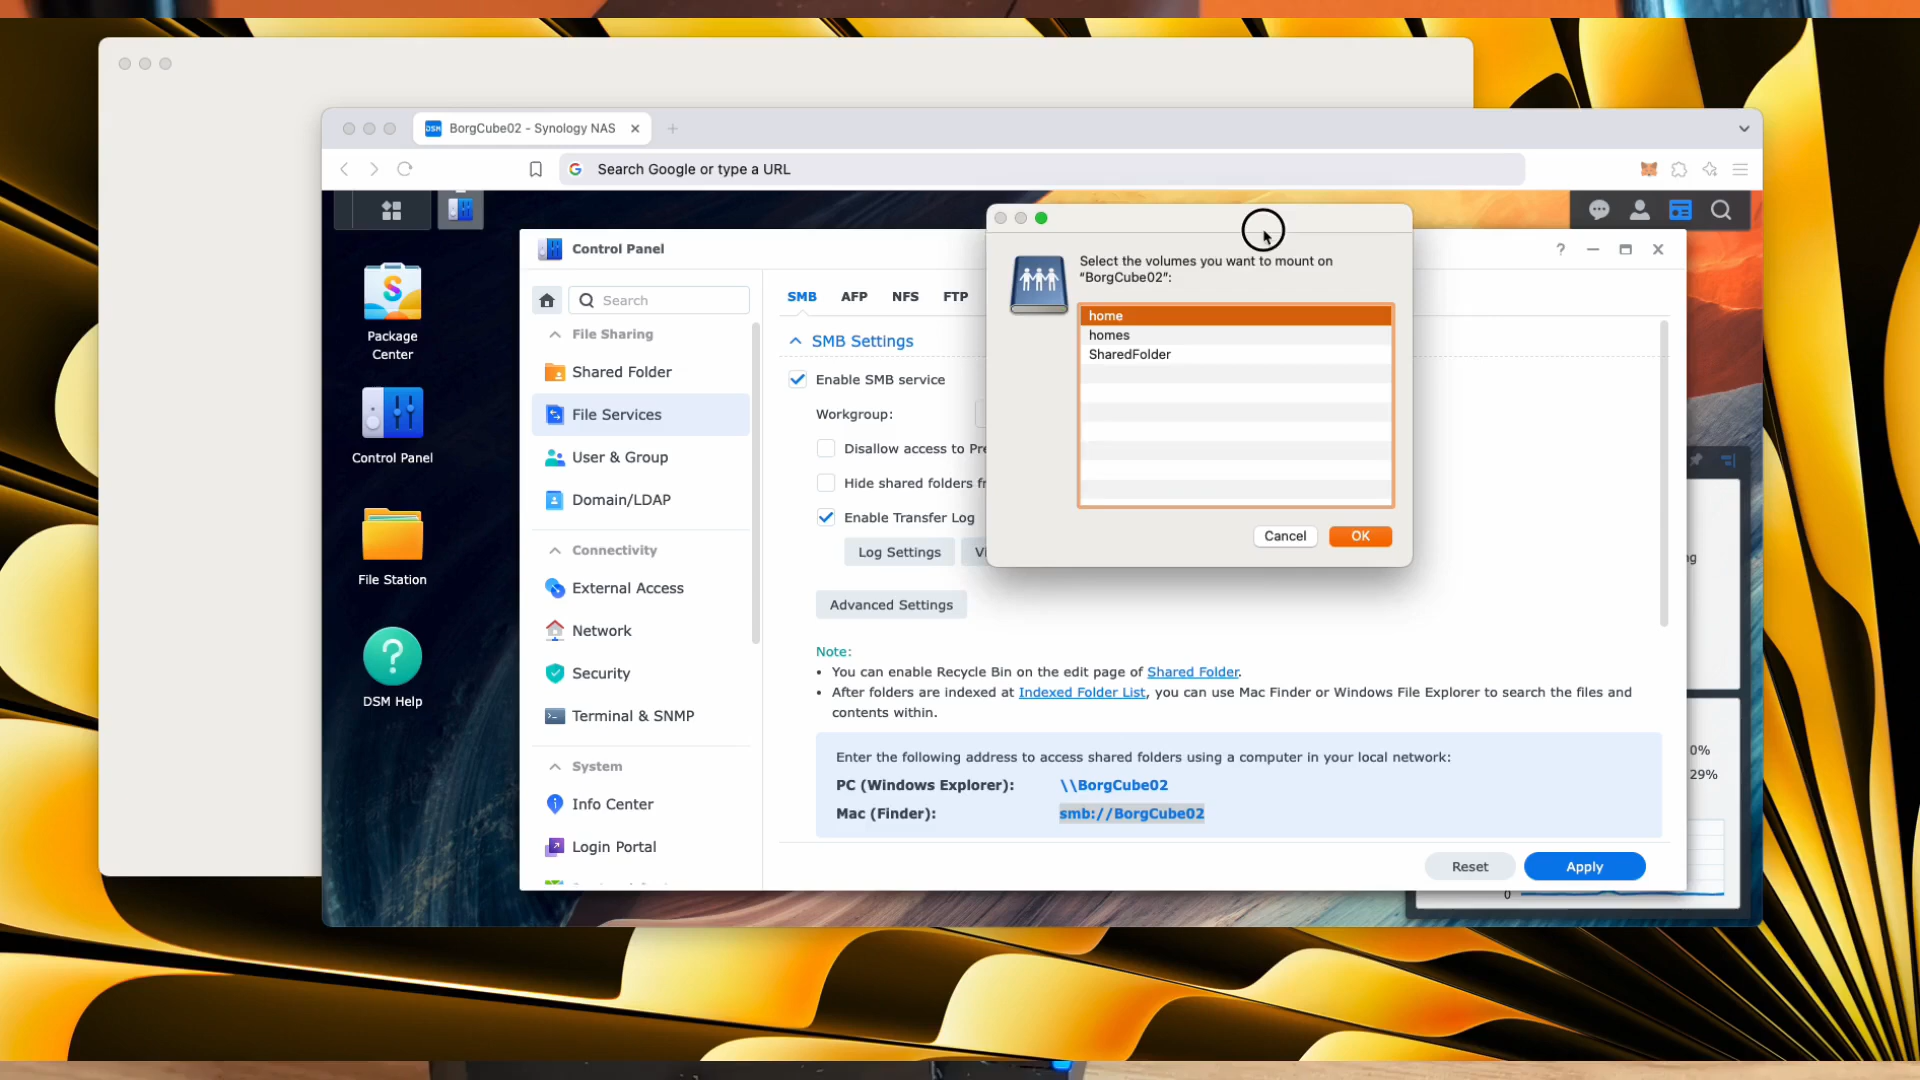 BorgCube02 - Synology NAS
Search Google or type a URL
Package
Center
Control Panel
File Station
DSM Help
Control Panel
Search
File Sharing
Shared Folder
File Services
User & Group
Domain/LDAP
Connectivity
External Access
Network
Security
Terminal & SNMP
System
Info Center
Login Portal
SMB AFP NFS FTP
SMB Settings
Enable SMB service
Workgroup:
Disallow access to Pre
Hide shared folders fr
Enable Transfer Log
Log Settings
Vi
Advanced Settings
Note:
• You can enable Recycle Bin on the edit page of Shared Folder.
• After folders are indexed at Indexed Folder List, you can use Mac Finder or Windows File Explorer to search the files and
contents within.
Enter the following address to access shared folders using a computer in your local network:
PC (Windows Explorer): \\BorgCube02
Mac (Finder): smb://BorgCube02
Reset
Apply
Select the volumes you want to mount on
“BorgCube02”:
home
homes
SharedFolder
Cancel
OK
ng
0%
29%
0